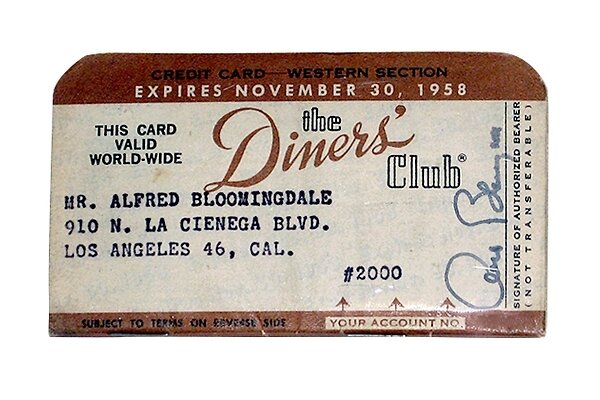 CREDIT CARD—WESTERN SECTION
EXPIRES NOVEMBER 30, 1958
THIS CARD
VALID
WORLD-WIDE
the
Diners'
Club®
MR. ALFRED BLOOMINGDALE
910 N. LA CIENEGA BLVD.
LOS ANGELES 46, CAL.
#2000
SUBJECT TO TERMS ON REVERSE SIDE
YOUR ACCOUNT NO.
SIGNATURE OF AUTHORIZED BEARER
(NOT TRANSFERABLE)